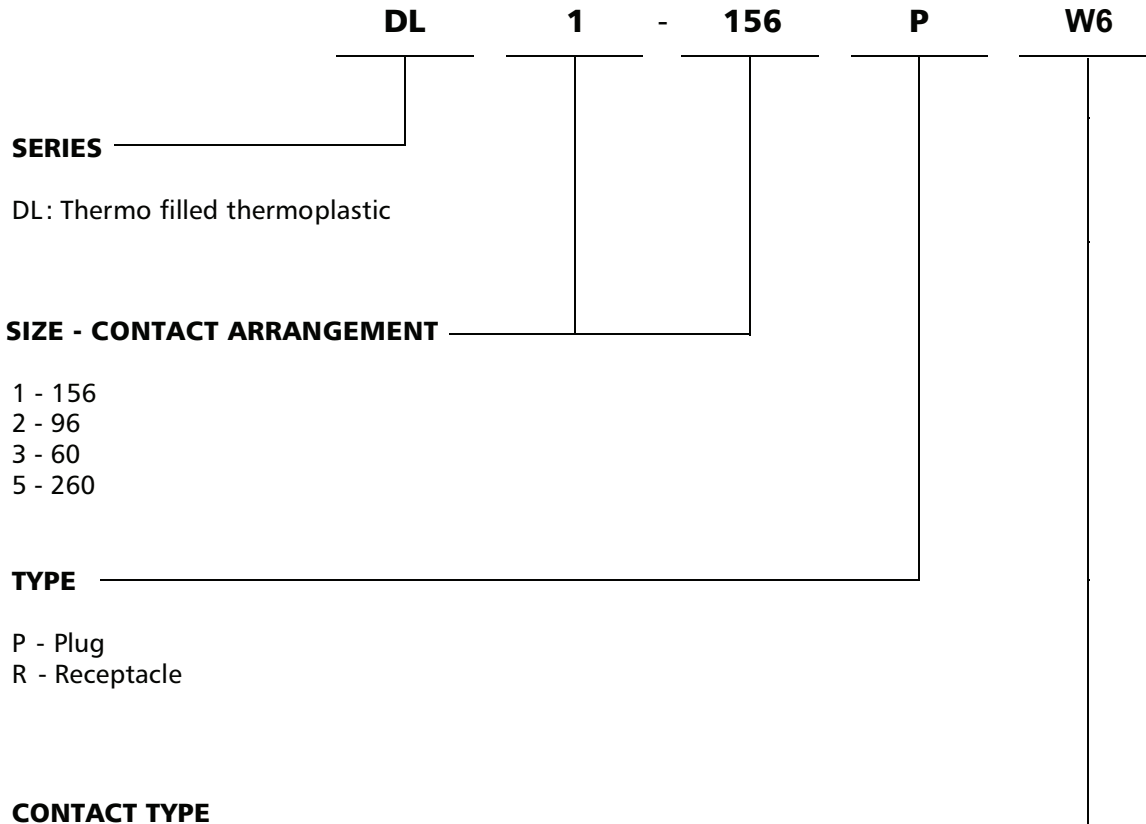 DL 1 - 156 P W6
SERIES
DL: Thermo filled thermoplastic
SIZE - CONTACT ARRANGEMENT
1 - 156
2 - 96
3 - 60
5 - 260
TYPE
P - Plug
R - Receptacle
CONTACT TYPE